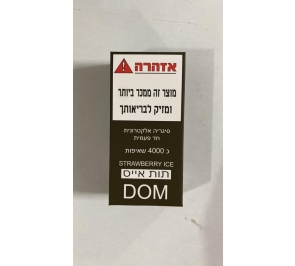 אזהרה
מוצר זה ממכר ביותר
ומזיק לבריאותך
סיגריה אלקטרונית
חד פעמית
כ 4000 שאיפות
STRAWBERRY ICE
תות אייס
DOM